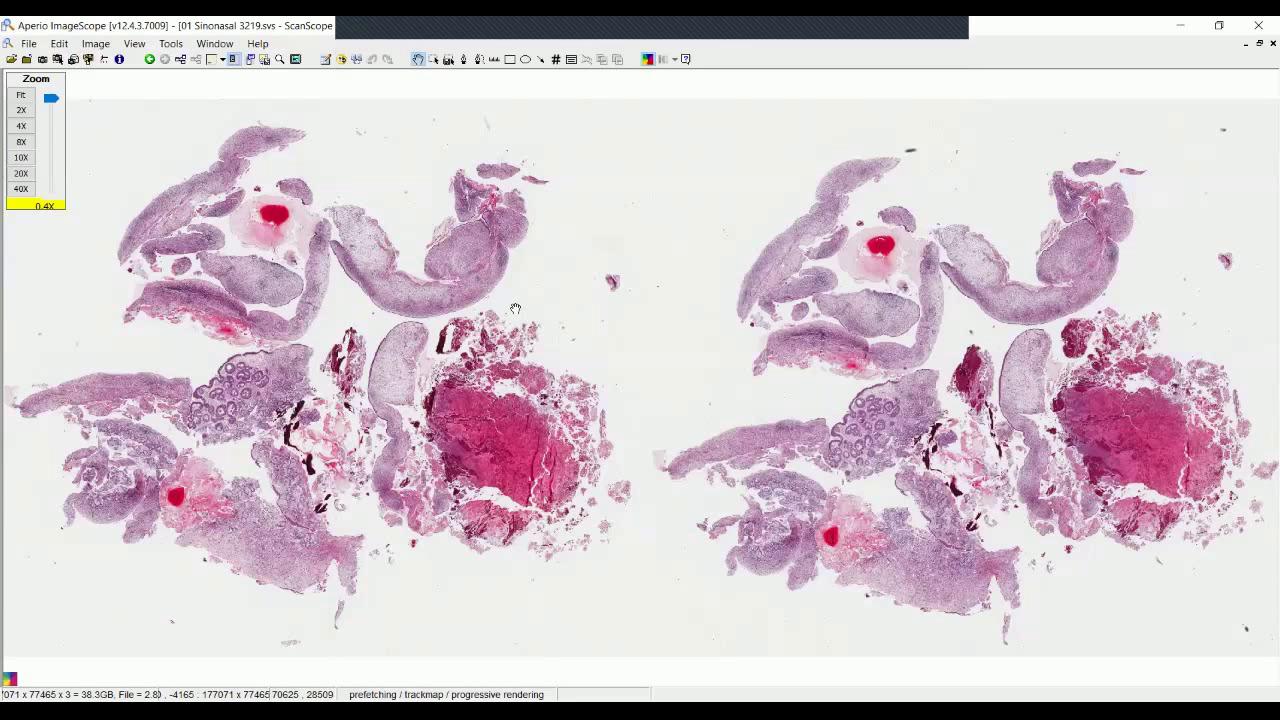 Aperio ImageScope [v12.4.3.7009] - [01 Sinonasal 3219.svs - ScanScope
File Edit Image View Tools Window Help
Zoom
Fit
2X
4X
8X
10X
20X
40X
0.4X
071 x 77465 x 3 = 38.3GB, File = 2.8) , -4165 : 177071 x 77465 70625 , 28509 prefetching / trackmap / progressive rendering